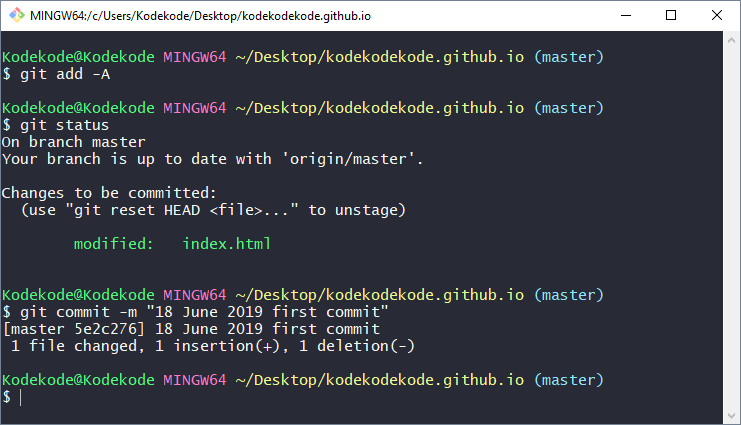 MINGW64:/c/Users/Kodekode/Desktop/kodekodekode.github.io
Kodekode@Kodekode MINGW64 ~/Desktop/kodekodekode.github.io (master)
$ git add -A
Kodekode@Kodekode MINGW64 ~/Desktop/kodekodekode.github.io (master)
$ git status
On branch master
Your branch is up to date with 'origin/master'.
Changes to be committed:
  (use "git reset HEAD <file>..." to unstage)
        modified:   index.html
Kodekode@Kodekode MINGW64 ~/Desktop/kodekodekode.github.io (master)
$ git commit -m "18 June 2019 first commit"
[master 5e2c276] 18 June 2019 first commit
 1 file changed, 1 insertion(+), 1 deletion(-)
Kodekode@Kodekode MINGW64 ~/Desktop/kodekodekode.github.io (master)
$